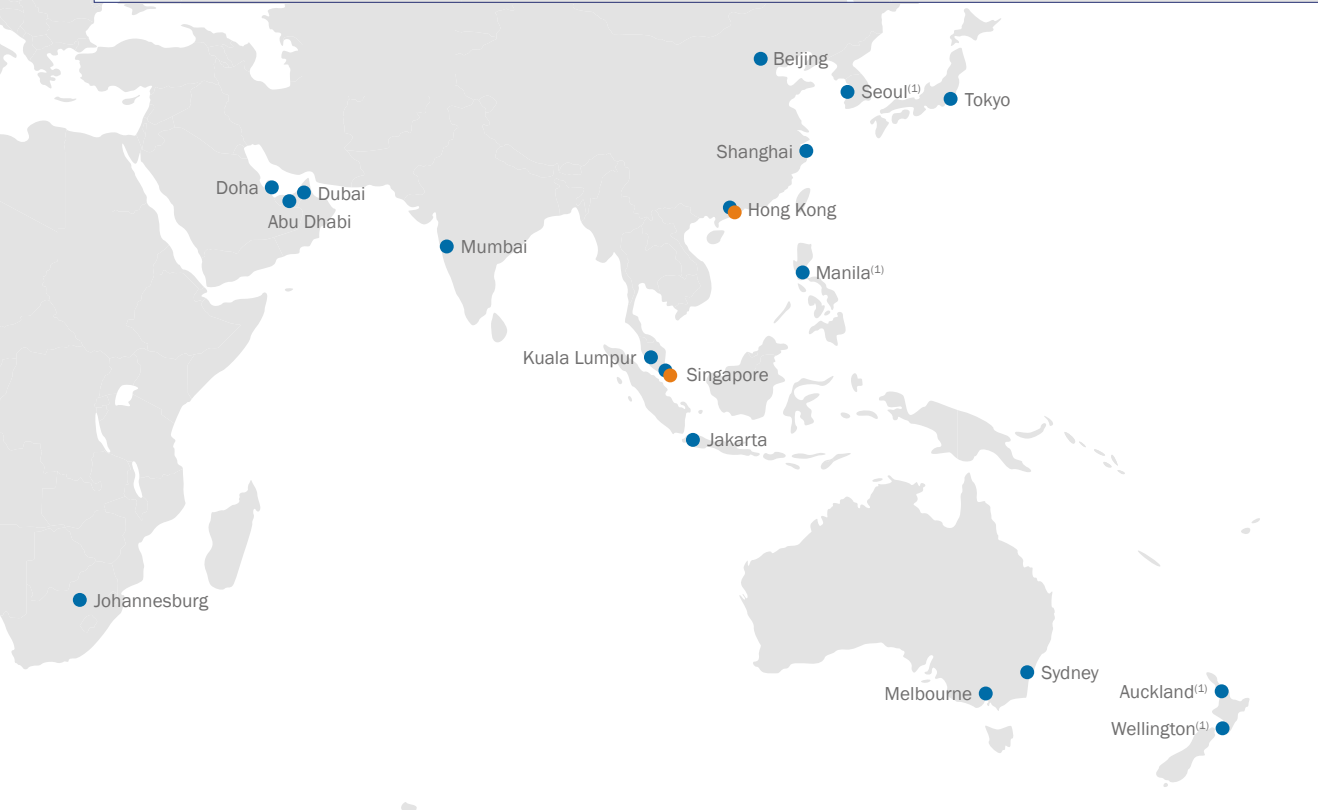 Beijing
Seoul(1)
Tokyo
Shanghai
Doha
Dubai
Abu Dhabi
Hong Kong
Mumbai
Manila(1)
Kuala Lumpur
Singapore
Jakarta
Johannesburg
Sydney
Melbourne
Auckland(1)
Wellington(1)